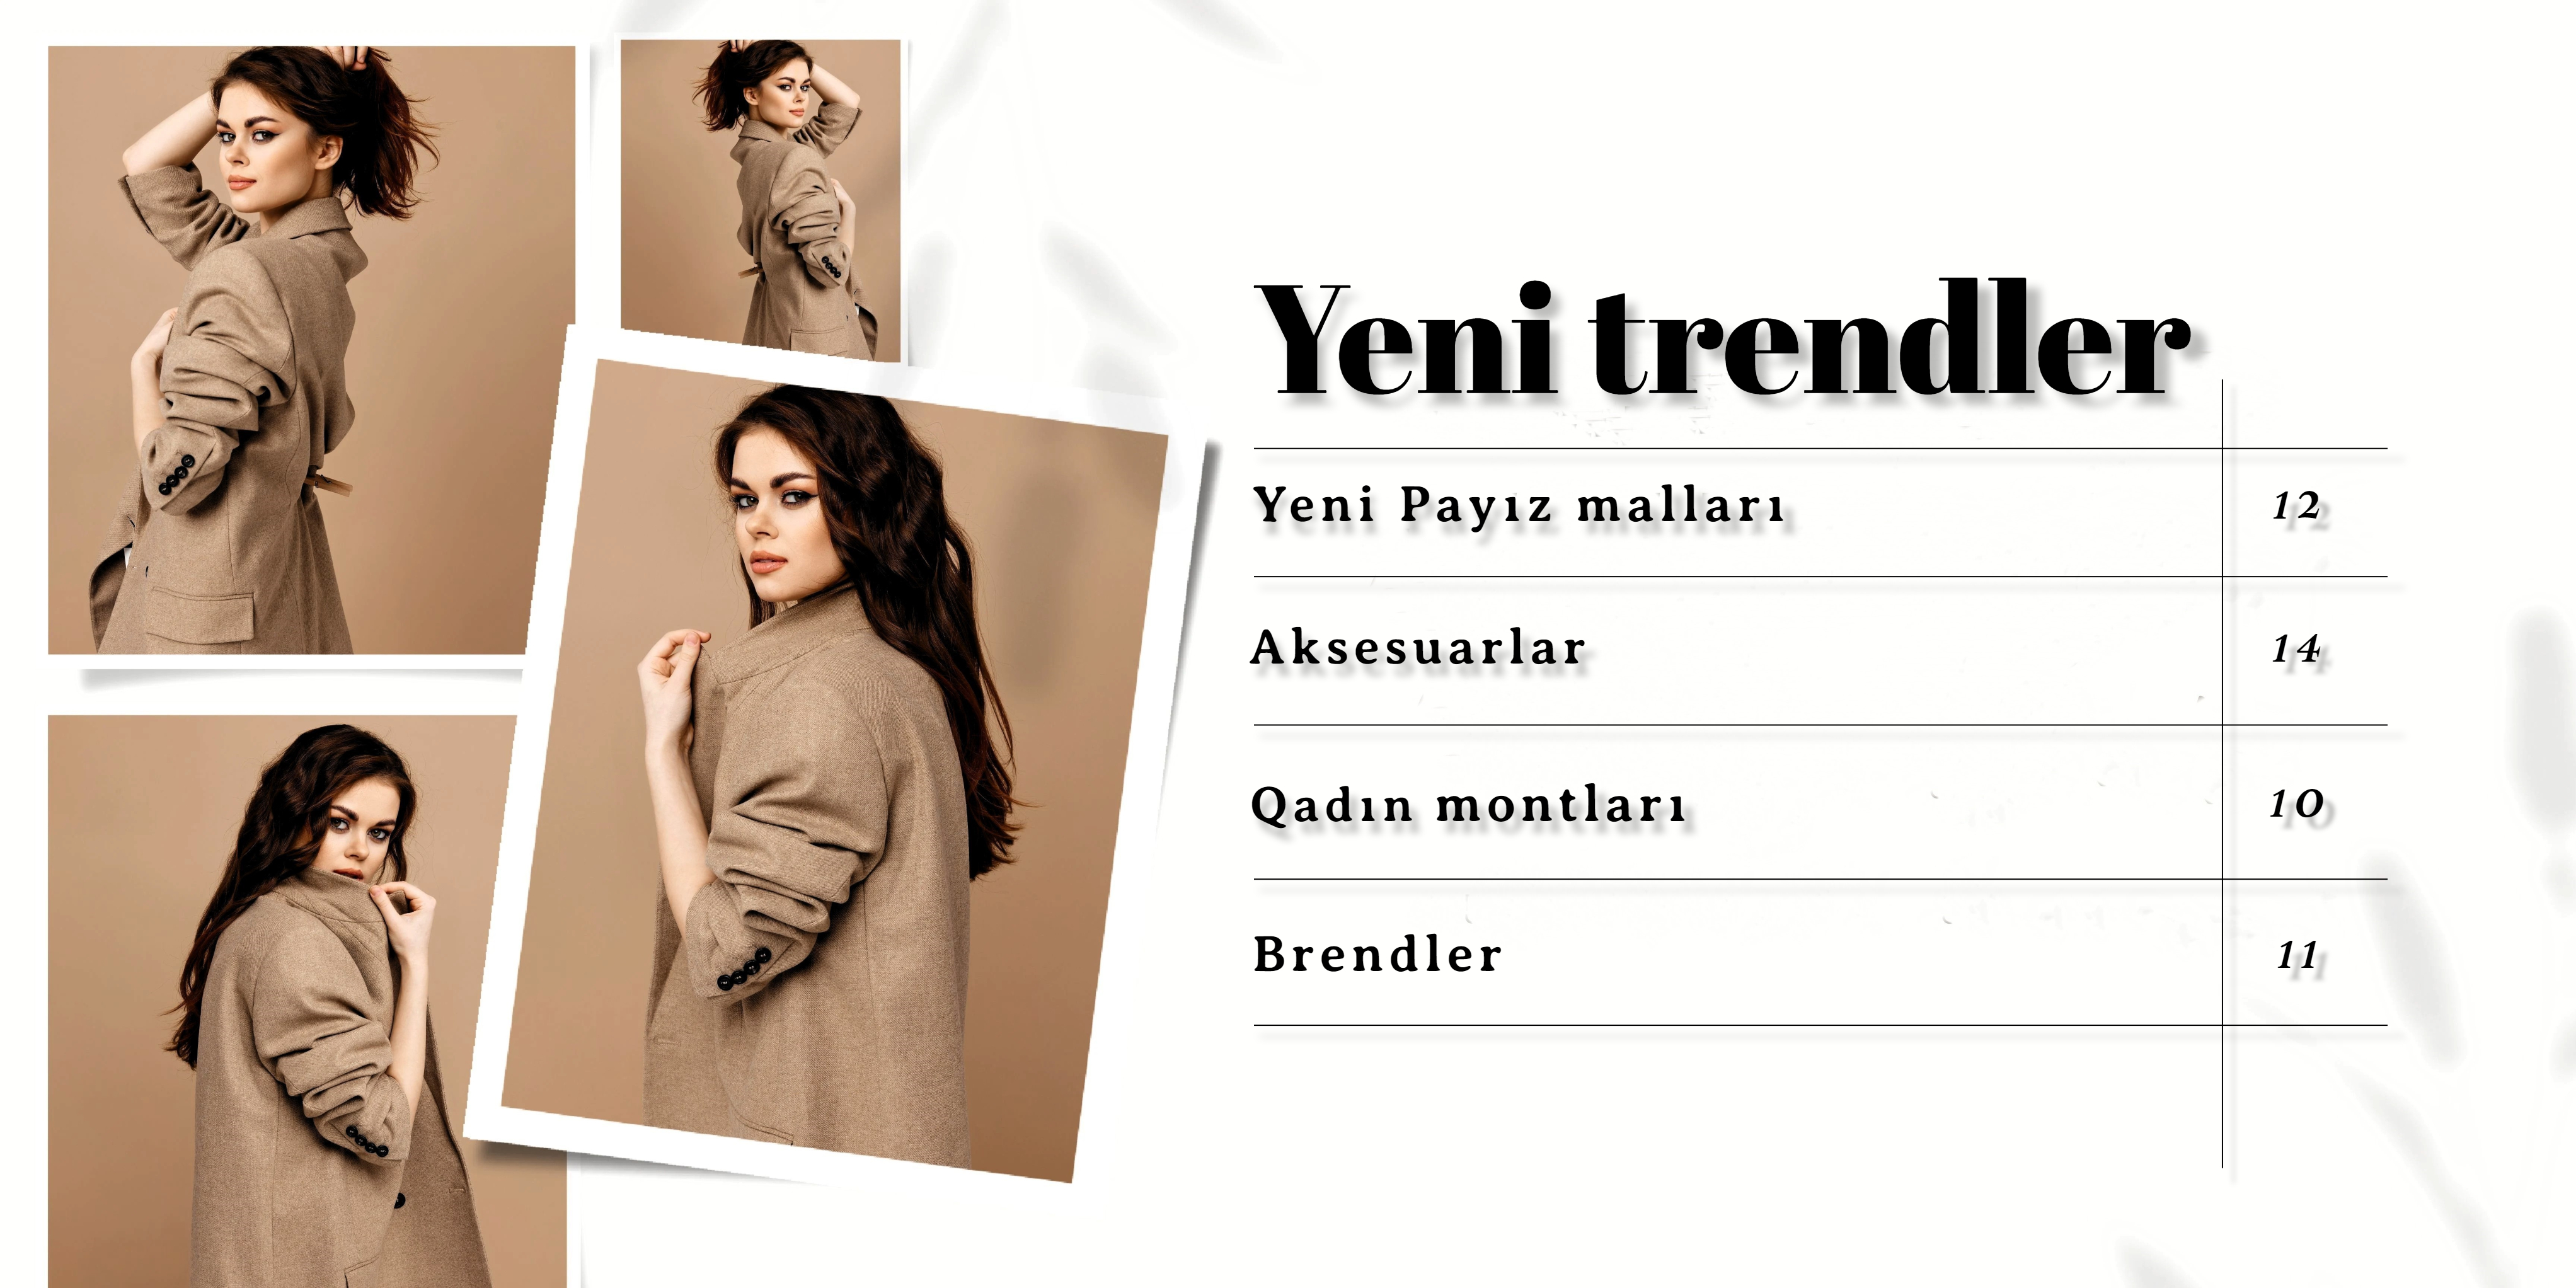 Yeni trendler
Yeni Payız malları 12
Aksesuarlar 14
Qadın montları 10
Brendler 11